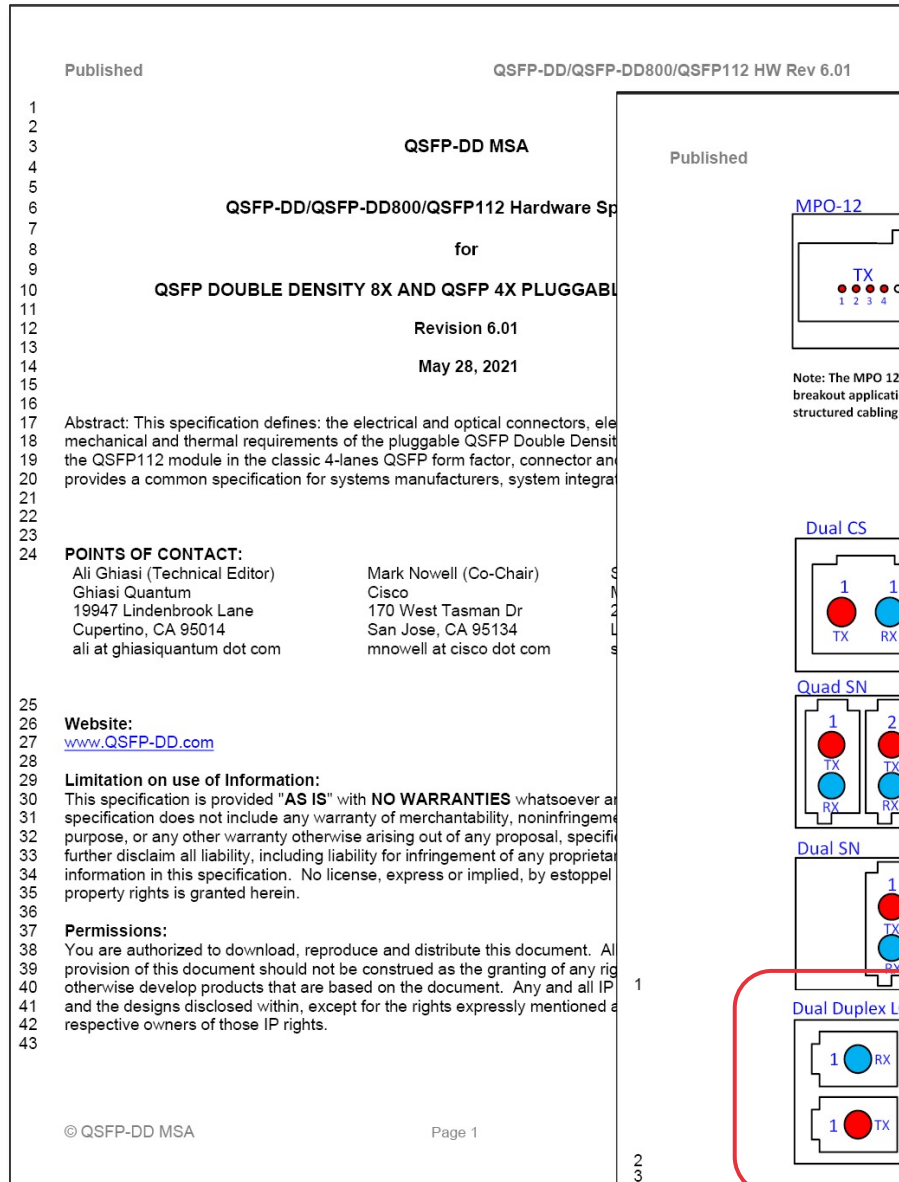 Published
QSFP-DD/QSFP-DD800/QSFP112 HW Rev 6.01
1
2
3 QSFP-DD MSA
4
5
6 QSFP-DD/QSFP-DD800/QSFP112 Hardware Sp
7
8 for
9
10 QSFP DOUBLE DENSITY 8X AND QSFP 4X PLUGGABL
11
12 Revision 6.01
13
14 May 28, 2021
15
16
17 Abstract: This specification defines: the electrical and optical connectors, ele
18 mechanical and thermal requirements of the pluggable QSFP Double Densit
19 the QSFP112 module in the classic 4-lanes QSFP form factor, connector and
20 provides a common specification for systems manufacturers, system integrat
21
22
23
24 POINTS OF CONTACT:
Ali Ghiasi (Technical Editor) Mark Nowell (Co-Chair)
Ghiasi Quantum Cisco
19947 Lindenbrook Lane 170 West Tasman Dr
Cupertino, CA 95014 San Jose, CA 95134
ali at ghiasiquantum dot com mnowell at cisco dot com
25
26 Website:
27 www.QSFP-DD.com
28
29 Limitation on use of Information:
30 This specification is provided "AS IS" with NO WARRANTIES whatsoever an
31 specification does not include any warranty of merchantability, noninfringeme
32 purpose, or any other warranty otherwise arising out of any proposal, specific
33 further disclaim all liability, including liability for infringement of any proprietar
34 information in this specification. No license, express or implied, by estoppel
35 property rights is granted herein.
36
37 Permissions:
38 You are authorized to download, reproduce and distribute this document. All
39 provision of this document should not be construed as the granting of any rig
40 otherwise develop products that are based on the document. Any and all IP
41 and the designs disclosed within, except for the rights expressly mentioned a
42 respective owners of those IP rights.
43
© QSFP-DD MSA Page 1
Published
MPO-12
TX
1 2 3 4
Note: The MPO 12
breakout applicati
structured cabling
Dual CS
1 1
TX RX
Quad SN
1 2
TX TX
RX RX
Dual SN
1
TX
RX
1
Dual Duplex L
1 RX
1 TX
2
3